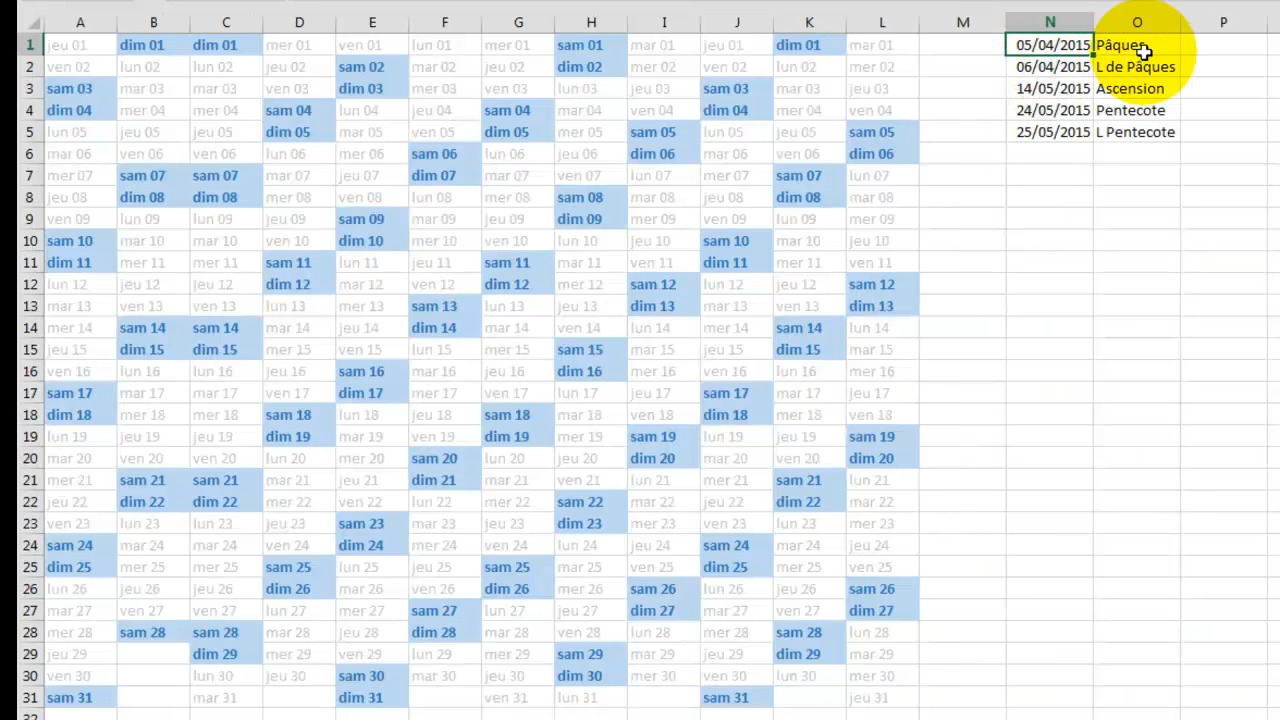 A B C D E F G H I J K L M N O P
1 jeu 01 dim 01 dim 01 mer 01 ven 01 lun 01 mer 01 sam 01 mar 01 jeu 01 dim 01 mar 01 05/04/2015 Pâques
2 ven 02 lun 02 lun 02 jeu 02 sam 02 mar 02 jeu 02 dim 02 mer 02 ven 02 lun 02 mer 02 06/04/2015 L de Pâques
3 sam 03 mar 03 mar 03 ven 03 dim 03 mer 03 ven 03 lun 03 jeu 03 sam 03 mar 03 jeu 03 14/05/2015 Ascension
4 dim 04 mer 04 mer 04 sam 04 lun 04 jeu 04 sam 04 mar 04 ven 04 dim 04 mer 04 ven 04 24/05/2015 Pentecote
5 lun 05 jeu 05 jeu 05 dim 05 mar 05 ven 05 dim 05 mer 05 sam 05 lun 05 jeu 05 sam 05 25/05/2015 L Pentecote
6 mar 06 ven 06 ven 06 lun 06 mer 06 sam 06 lun 06 jeu 06 dim 06 mar 06 ven 06 dim 06
7 mer 07 sam 07 sam 07 mar 07 jeu 07 dim 07 mar 07 ven 07 lun 07 mer 07 sam 07 lun 07
8 jeu 08 dim 08 dim 08 mer 08 ven 08 lun 08 mer 08 sam 08 mar 08 jeu 08 dim 08 mar 08
9 ven 09 lun 09 lun 09 jeu 09 sam 09 mar 09 jeu 09 dim 09 mer 09 ven 09 lun 09 mer 09
10 sam 10 mar 10 mar 10 ven 10 dim 10 mer 10 ven 10 lun 10 jeu 10 sam 10 mar 10 jeu 10
11 dim 11 mer 11 mer 11 sam 11 lun 11 jeu 11 sam 11 mar 11 ven 11 dim 11 mer 11 ven 11
12 lun 12 jeu 12 jeu 12 dim 12 mar 12 ven 12 dim 12 mer 12 sam 12 lun 12 jeu 12 sam 12
13 mar 13 ven 13 ven 13 lun 13 mer 13 sam 13 lun 13 jeu 13 dim 13 mar 13 ven 13 dim 13
14 mer 14 sam 14 sam 14 mar 14 jeu 14 dim 14 mar 14 ven 14 lun 14 mer 14 sam 14 lun 14
15 jeu 15 dim 15 dim 15 mer 15 ven 15 lun 15 mer 15 sam 15 mar 15 jeu 15 dim 15 mar 15
16 ven 16 lun 16 lun 16 jeu 16 sam 16 mar 16 jeu 16 dim 16 mer 16 ven 16 lun 16 mer 16
17 sam 17 mar 17 mar 17 ven 17 dim 17 mer 17 ven 17 lun 17 jeu 17 sam 17 mar 17 jeu 17
18 dim 18 mer 18 mer 18 sam 18 lun 18 jeu 18 sam 18 mar 18 ven 18 dim 18 mer 18 ven 18
19 lun 19 jeu 19 jeu 19 dim 19 mar 19 ven 19 dim 19 mer 19 sam 19 lun 19 jeu 19 sam 19
20 mar 20 ven 20 ven 20 lun 20 mer 20 sam 20 lun 20 jeu 20 dim 20 mar 20 ven 20 dim 20
21 mer 21 sam 21 sam 21 mar 21 jeu 21 dim 21 mar 21 ven 21 lun 21 mer 21 sam 21 lun 21
22 jeu 22 dim 22 dim 22 mer 22 ven 22 lun 22 mer 22 sam 22 mar 22 jeu 22 dim 22 mar 22
23 ven 23 lun 23 lun 23 jeu 23 sam 23 mar 23 jeu 23 dim 23 mer 23 ven 23 lun 23 mer 23
24 sam 24 mar 24 mar 24 ven 24 dim 24 mer 24 ven 24 lun 24 jeu 24 sam 24 mar 24 jeu 24
25 dim 25 mer 25 mer 25 sam 25 lun 25 jeu 25 sam 25 mar 25 ven 25 dim 25 mer 25 ven 25
26 lun 26 jeu 26 jeu 26 dim 26 mar 26 ven 26 dim 26 mer 26 sam 26 lun 26 jeu 26 sam 26
27 mar 27 ven 27 ven 27 lun 27 mer 27 sam 27 lun 27 jeu 27 dim 27 mar 27 ven 27 dim 27
28 mer 28 sam 28 sam 28 mar 28 jeu 28 dim 28 mar 28 ven 28 lun 28 mer 28 sam 28 lun 28
29 jeu 29 dim 29 mer 29 ven 29 lun 29 mer 29 sam 29 mar 29 jeu 29 dim 29 mar 29
30 ven 30 lun 30 jeu 30 sam 30 mar 30 jeu 30 dim 30 mer 30 ven 30 lun 30 mer 30
31 sam 31 mar 31 dim 31 ven 31 lun 31 sam 31 jeu 31
32